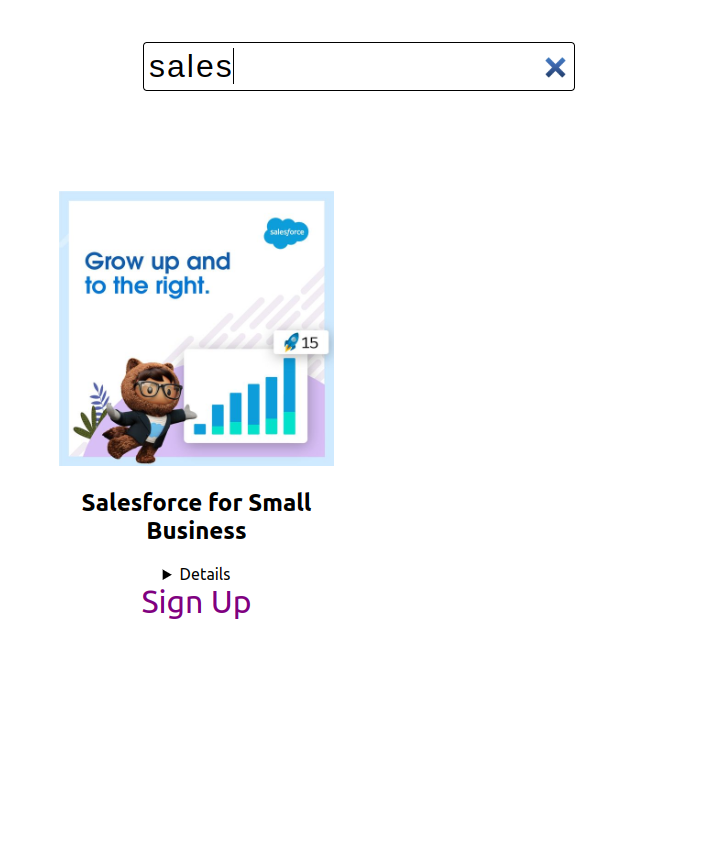 sales
salesforce
Grow up and
to the right.
15
Salesforce for Small
Business
Details
Sign Up